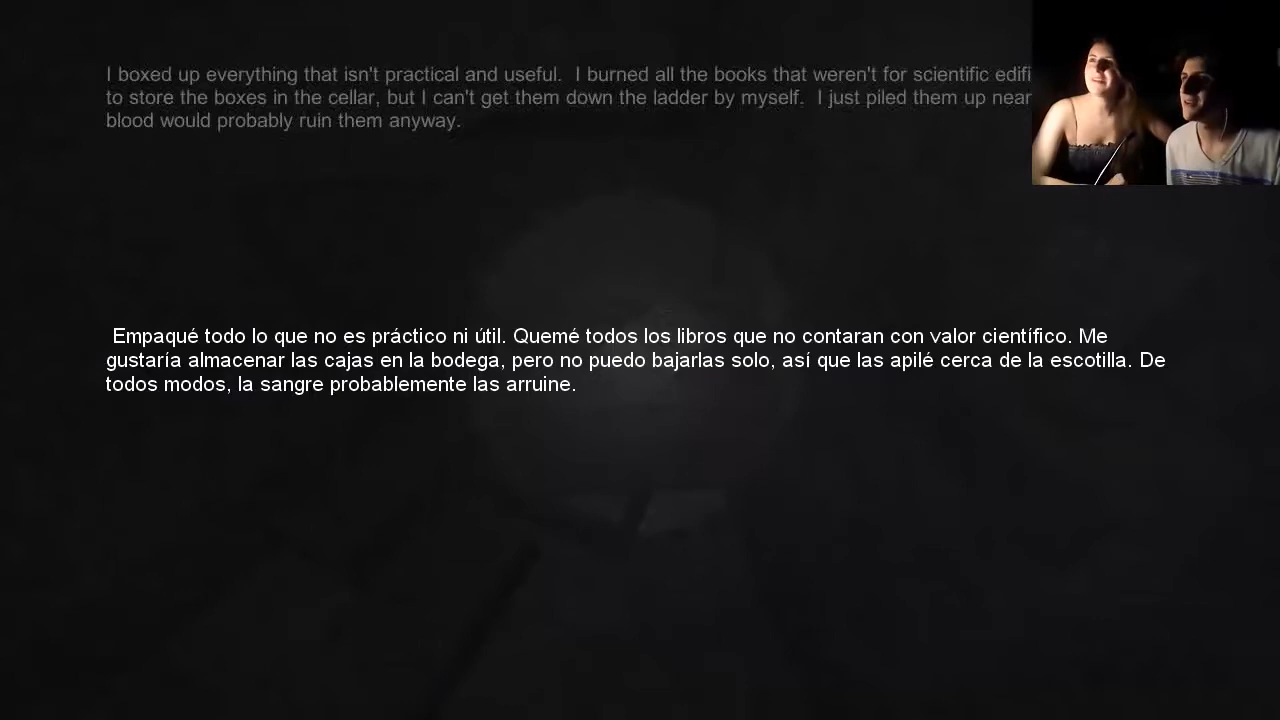 I boxed up everything that isn't practical and useful.  I burned all the books that weren't for scientific edifi
to store the boxes in the cellar, but I can't get them down the ladder by myself.  I just piled them up near
blood would probably ruin them anyway.
Empaqué todo lo que no es práctico ni útil. Quemé todos los libros que no contaran con valor científico. Me
gustaría almacenar las cajas en la bodega, pero no puedo bajarlas solo, así que las apilé cerca de la escotilla. De
todos modos, la sangre probablemente las arruine.